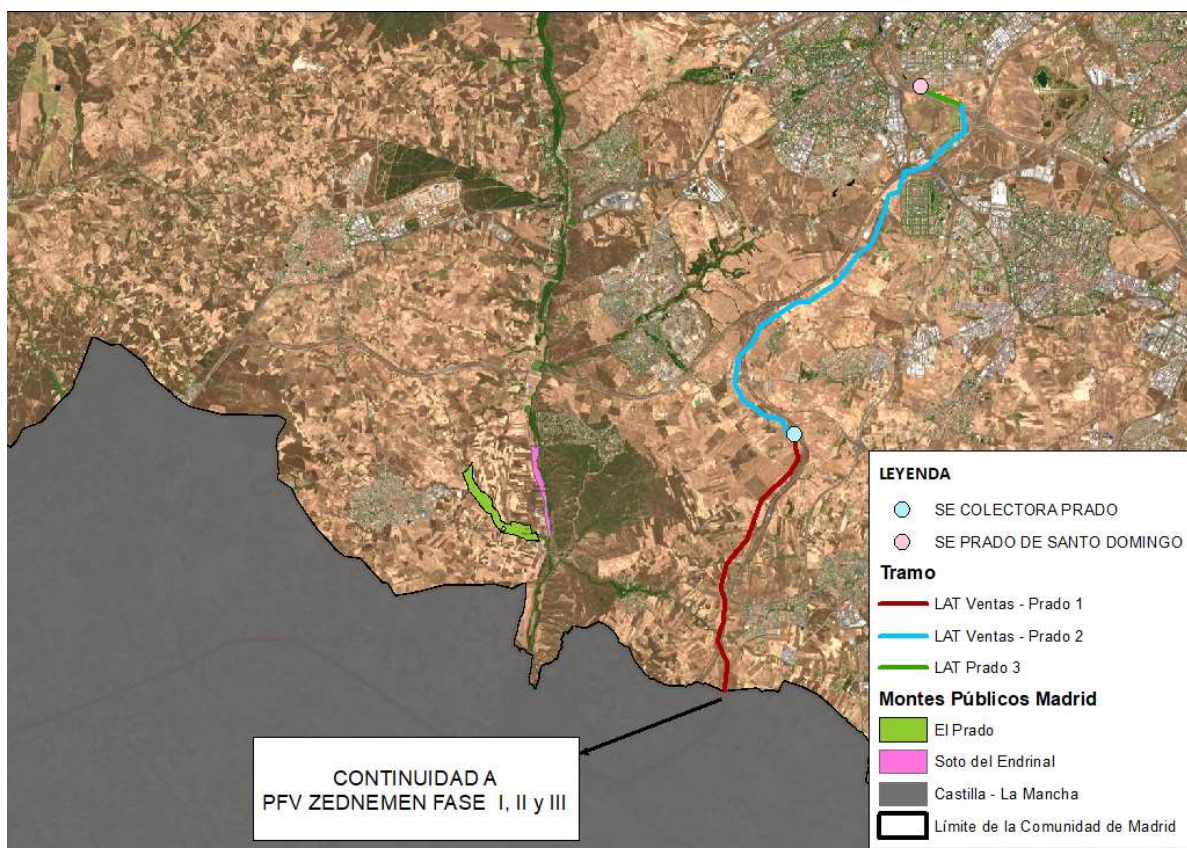 LEYENDA
SE COLECTORA PRADO
SE PRADO DE SANTO DOMINGO
Tramo
LAT Ventas - Prado 1
LAT Ventas - Prado 2
LAT Prado 3
Montes Públicos Madrid
El Prado
Soto del Endrinal
Castilla - La Mancha
Límite de la Comunidad de Madrid
CONTINUIDAD A
PFV ZEDNEMEN FASE I, II y III